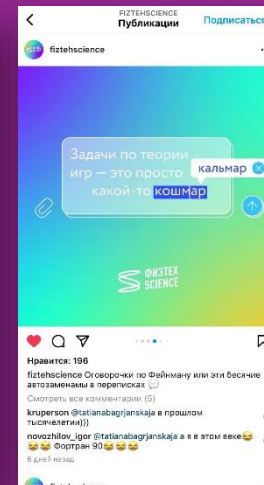 FIZTEHSCIENCE
Публикации
Подписаться
fiztehscience
Задачи по теории
игр — это просто
кальмар
какой-то кошмар
ФИЗТЕХ
SCIENCE
Нравится: 196
fiztehscience Оговорочки по Фейнману или эти бесячие
автозаменамы в переписках
Смотреть все комментарии (5)
kruperson @tatianabagrjanskaja в прошлом
тысячелетии)))
novozhilov_igor @tatianabagrjanskaja а я в этом веке😂
😂😂 Фортран 90😂😂😂
6 дней назад